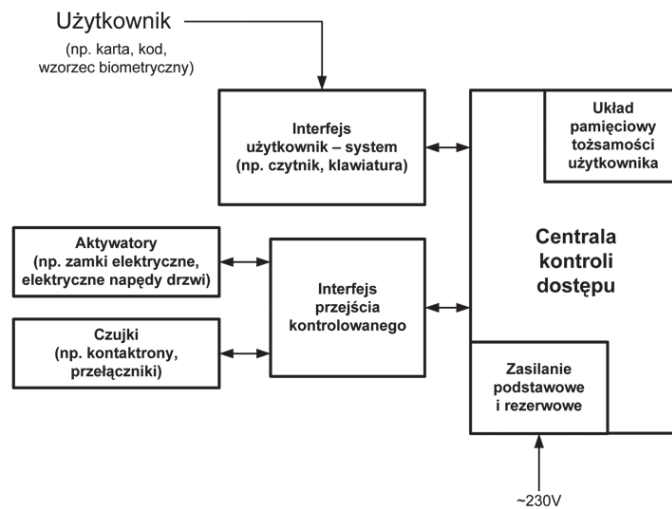 Użytkownik
(np. karta, kod,
wzorzec biometryczny)
Interfejs
użytkownik – system
(np. czytnik, klawiatura)
Układ
pamięciowy
tożsamości
użytkownika
Aktywatory
(np. zamki elektryczne,
elektryczne napędy drzwi)
Interfejs
przejścia
kontrolowanego
Centrala
kontroli
dostępu
Czujki
(np. kontaktrony,
przełączniki)
Zasilanie
podstawowe
i rezerwowe
~230V